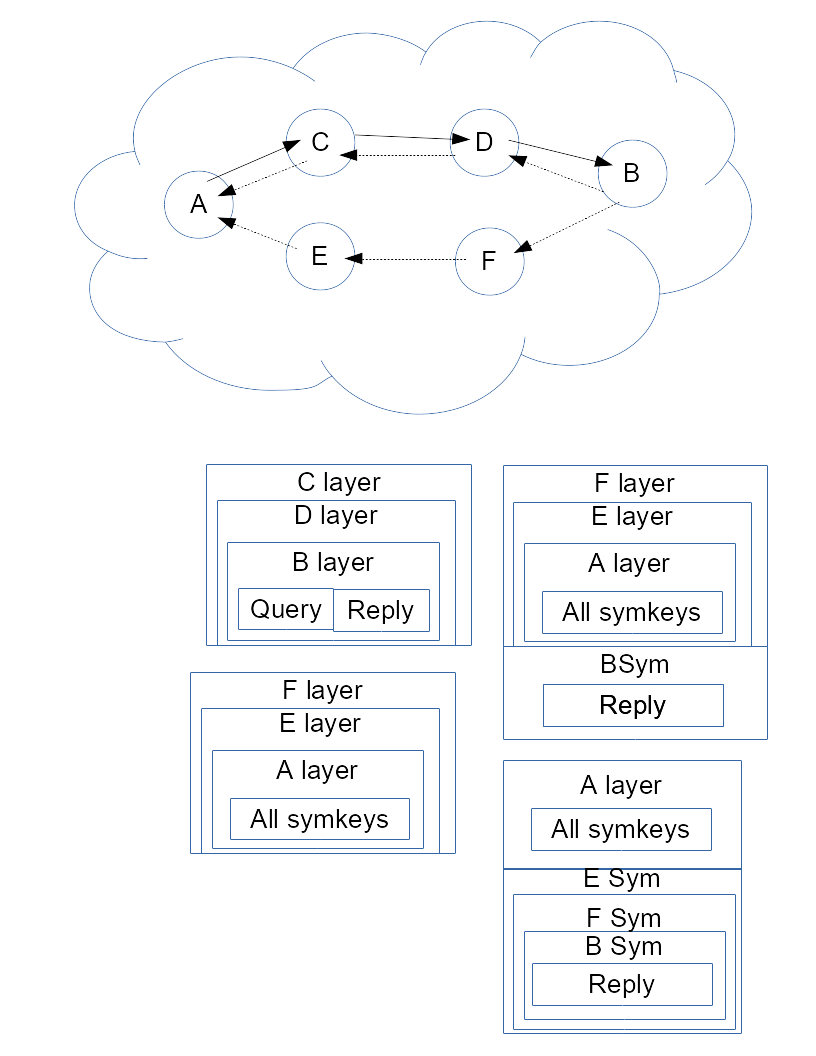 C
D
B
A
E
F
C layer
D layer
B layer
Query
Reply
F layer
E layer
A layer
All symkeys
BSym
Reply
F layer
E layer
A layer
All symkeys
A layer
All symkeys
E Sym
F Sym
B Sym
Reply